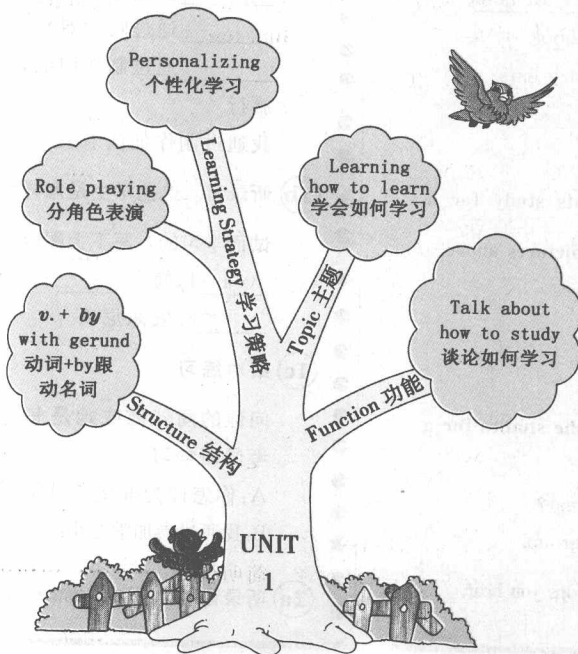 Personalizing
个性化学习
Role playing
分角色表演
Learning
how to learn
学会如何学习
v. + by
with gerund
动词+by跟
动名词
Talk about
how to study
谈论如何学习
Learning Strategy 学习策略
Topic 主题
Structure 结构
Function 功能
UNIT
1